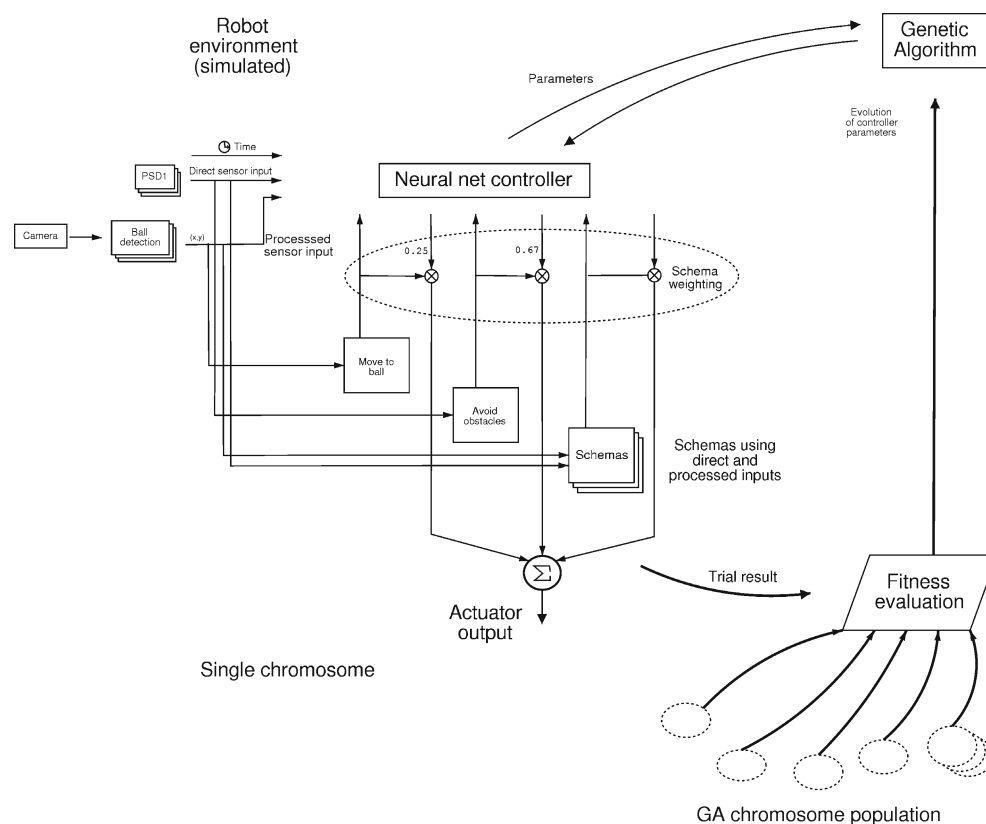 Robot
environment
(simulated)
Genetic
Algorithm
Parameters
Evolution
of controller
parameters
Time
PSD1
Direct sensor input
Neural net controller
Camera
Ball
detection
(x,y)
Processsed
sensor input
0.25
0.67
Schema
weighting
Move to
ball
Avoid
obstacles
Schemas
Schemas using
direct and
processed inputs
Σ
Trial result
Fitness
evaluation
Actuator
output
Single chromosome
GA chromosome population